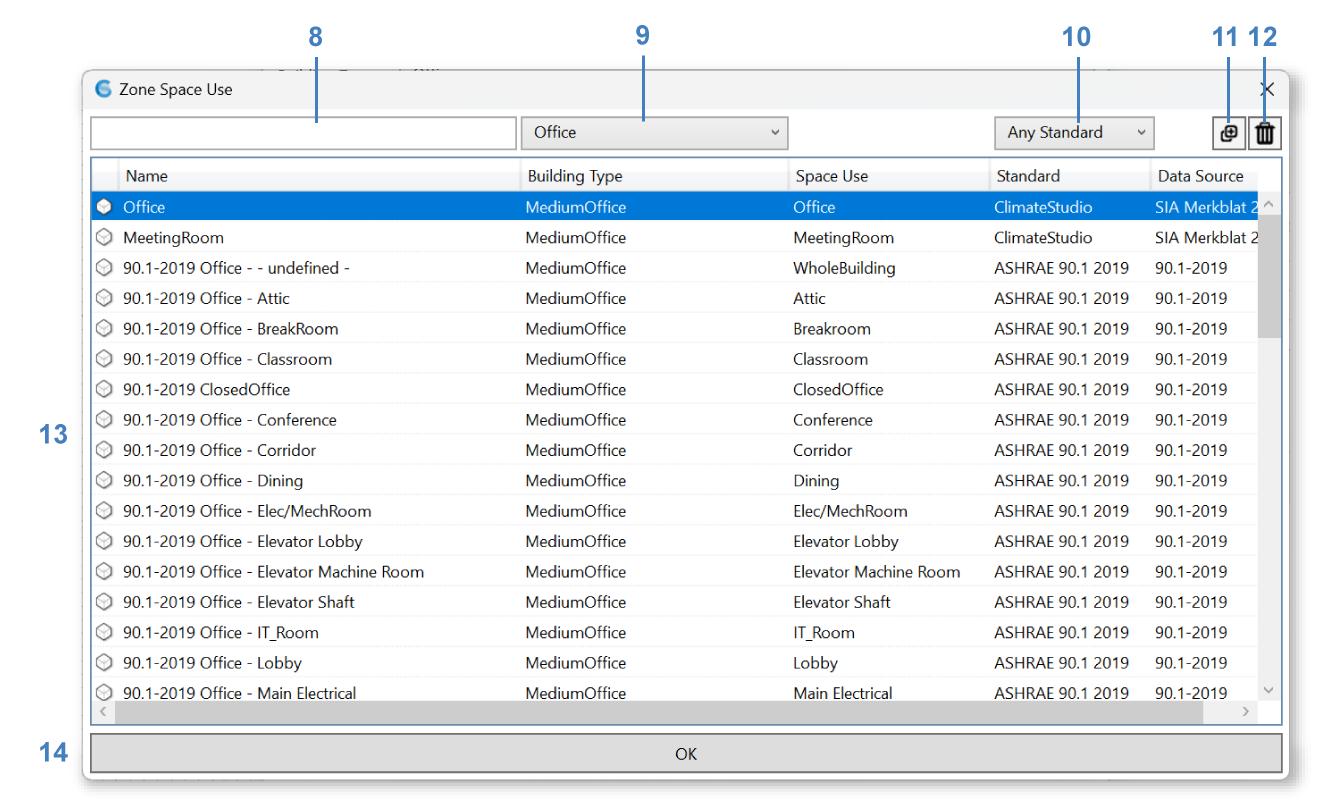 8 9 10 11 12
Zone Space Use
Office Any Standard
Name Building Type Space Use Standard Data Source
Office MediumOffice Office ClimateStudio SIA Merkblat 2
MeetingRoom MediumOffice MeetingRoom ClimateStudio SIA Merkblat 2
90.1-2019 Office - - undefined - MediumOffice WholeBuilding ASHRAE 90.1 2019 90.1-2019
90.1-2019 Office - Attic MediumOffice Attic ASHRAE 90.1 2019 90.1-2019
90.1-2019 Office - BreakRoom MediumOffice Breakroom ASHRAE 90.1 2019 90.1-2019
90.1-2019 Office - Classroom MediumOffice Classroom ASHRAE 90.1 2019 90.1-2019
90.1-2019 ClosedOffice MediumOffice ClosedOffice ASHRAE 90.1 2019 90.1-2019
90.1-2019 Office - Conference MediumOffice Conference ASHRAE 90.1 2019 90.1-2019
13
90.1-2019 Office - Corridor MediumOffice Corridor ASHRAE 90.1 2019 90.1-2019
90.1-2019 Office - Dining MediumOffice Dining ASHRAE 90.1 2019 90.1-2019
90.1-2019 Office - Elec/MechRoom MediumOffice Elec/MechRoom ASHRAE 90.1 2019 90.1-2019
90.1-2019 Office - Elevator Lobby MediumOffice Elevator Lobby ASHRAE 90.1 2019 90.1-2019
90.1-2019 Office - Elevator Machine Room MediumOffice Elevator Machine Room ASHRAE 90.1 2019 90.1-2019
90.1-2019 Office - Elevator Shaft MediumOffice Elevator Shaft ASHRAE 90.1 2019 90.1-2019
90.1-2019 Office - IT_Room MediumOffice IT_Room ASHRAE 90.1 2019 90.1-2019
90.1-2019 Office - Lobby MediumOffice Lobby ASHRAE 90.1 2019 90.1-2019
90.1-2019 Office - Main Electrical MediumOffice Main Electrical ASHRAE 90.1 2019 90.1-2019
14 OK